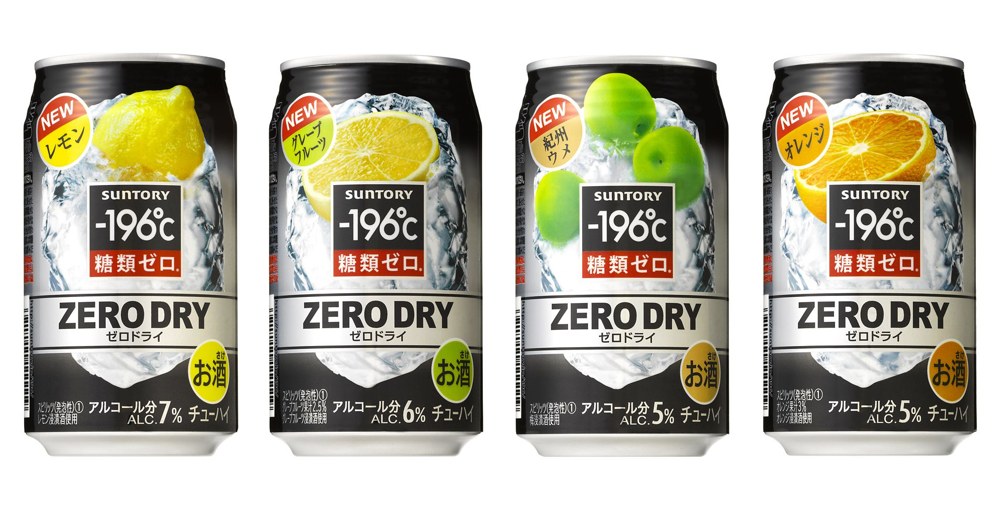 NEW
レモン
SUNTORY
-196℃
糖類ゼロ*
ZERO DRY
ゼロドライ
さけ
お酒
スピリッツ(発泡性)①
レモン浸漬酒使用
アルコール分
ALC.7%
チューハイ
NEW
グレープ
フルーツ
SUNTORY
-196℃
糖類ゼロ*
ZERO DRY
ゼロドライ
さけ
お酒
スピリッツ(発泡性)①
グレープフルーツ果汁2.5%
グレープフルーツ浸漬酒使用
アルコール分
ALC.6%
チューハイ
NEW
紀州
ウメ
SUNTORY
-196℃
糖類ゼロ*
ZERO DRY
ゼロドライ
さけ
お酒
スピリッツ(発泡性)①
梅浸漬酒使用
アルコール分
ALC.5%
チューハイ
NEW
オレンジ
SUNTORY
-196℃
糖類ゼロ*
ZERO DRY
ゼロドライ
さけ
お酒
スピリッツ(発泡性)①
オレンジ果汁3%
オレンジ浸漬酒使用
アルコール分
ALC.5%
チューハイ